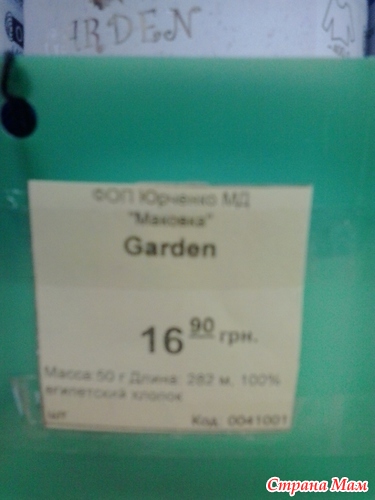 IRDEN
ФОП Юрченко МД
"Маковка"
Garden
16 90 грн.
Масса:50 г Длина: 282 м, 100%
египетский хлопок
шт Код: 0041001
Страна Мам